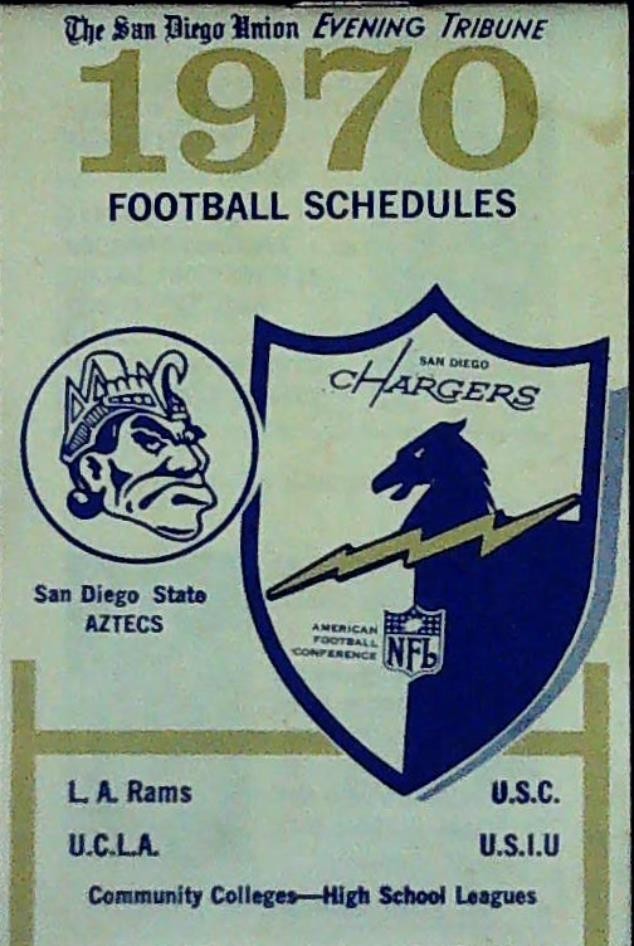 The San Diego Union EVENING TRIBUNE
1970
FOOTBALL SCHEDULES
SAN DIEGO
CHARGERS
San Diego State
AZTECS
AMERICAN
FOOTBALL
CONFERENCE
NFL
L. A. Rams
U.S.C.
U.C.L.A.
U.S.I.U
Community Colleges—High School Leagues